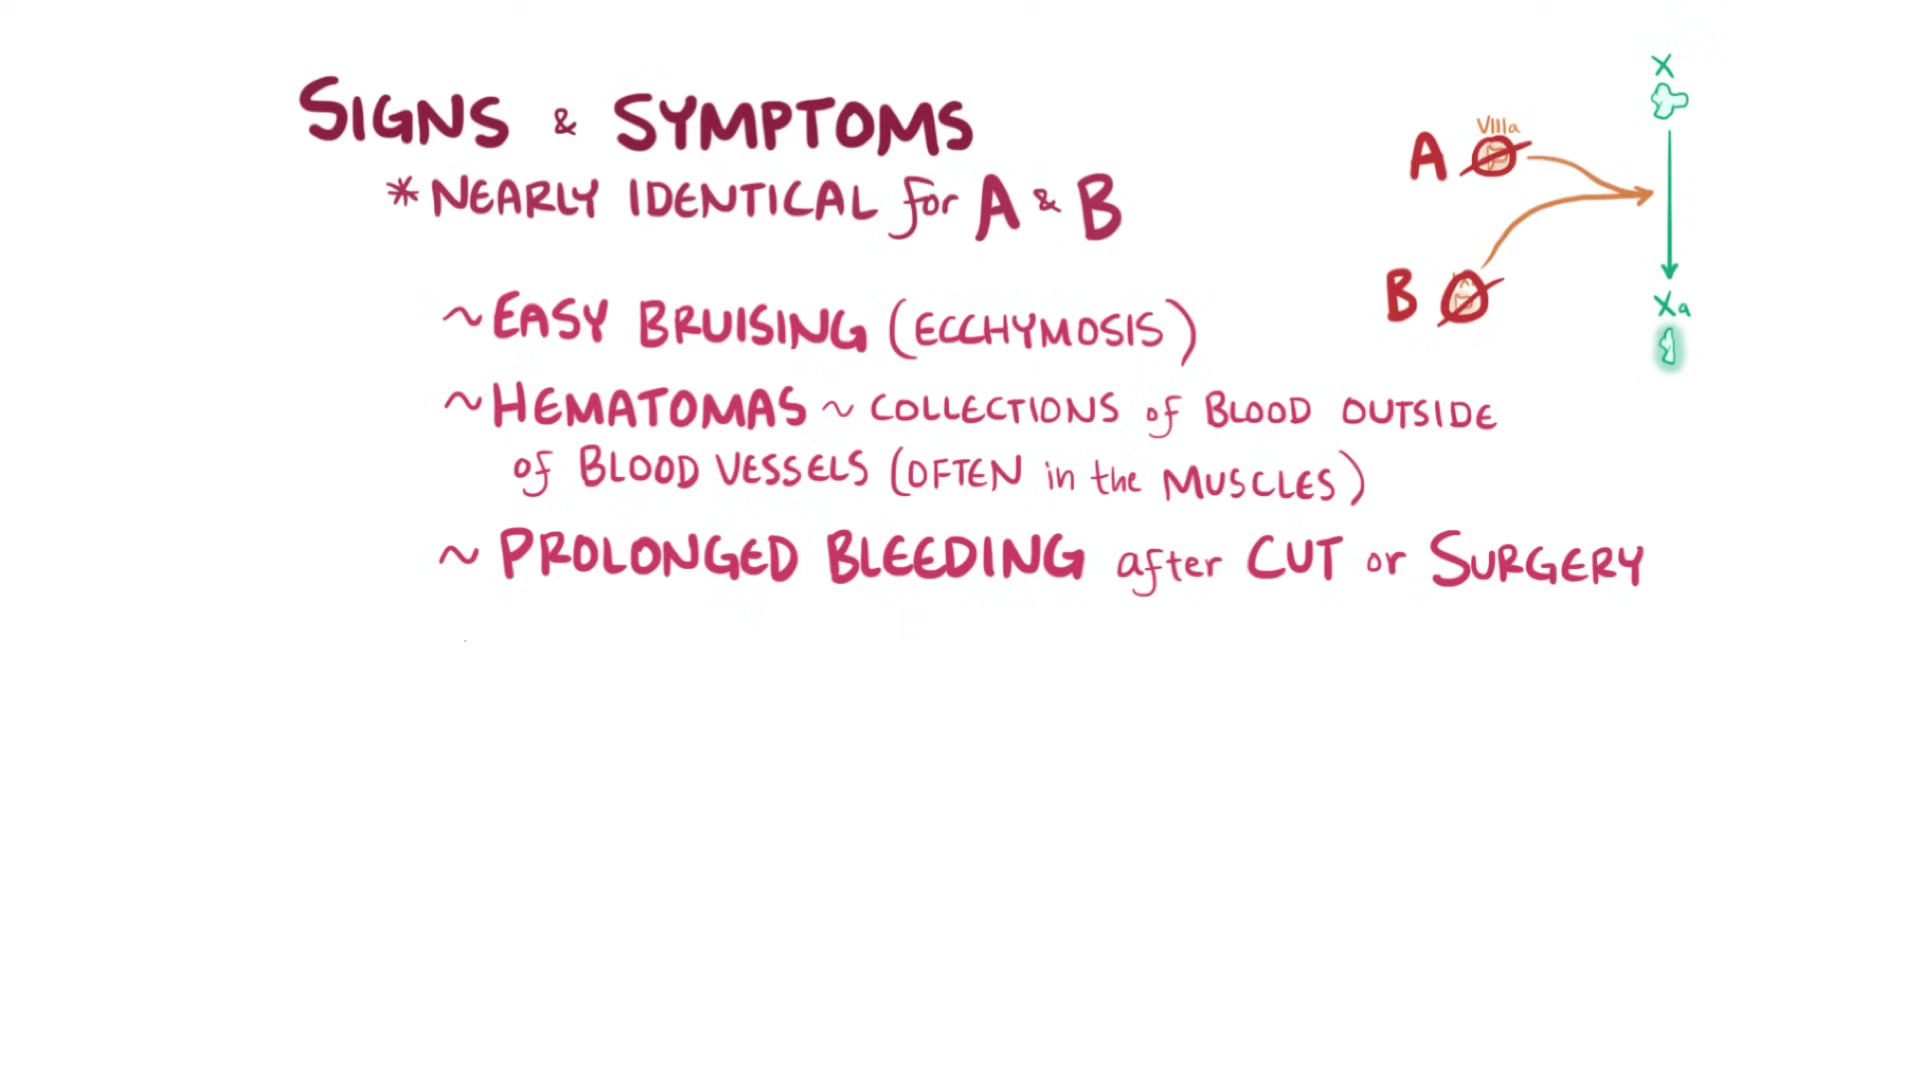 SIGNS & SYMPTOMS
* NEARLY IDENTICAL for A & B
~ EASY BRUISING (ECCHYMOSIS)
~ HEMATOMAS ~ COLLECTIONS of BLOOD OUTSIDE
of BLOOD VESSELS (OFTEN in the MUSCLES)
~ PROLONGED BLEEDING after CUT or SURGERY
X
VIIIa
A
B
Xa